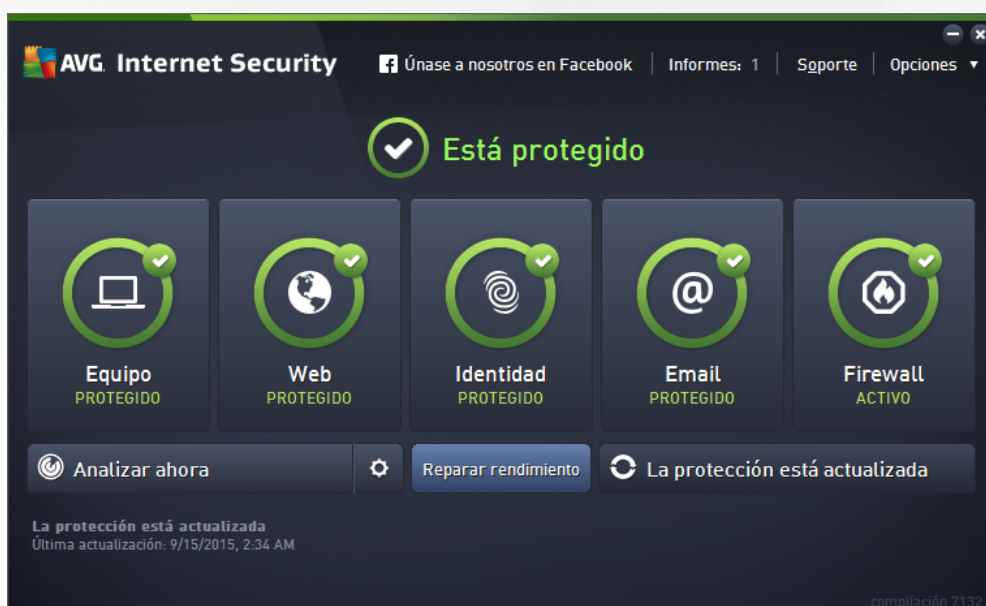 AVG. Internet Security
Únase a nosotros en Facebook
Informes: 1
Soporte
Opciones
Está protegido
Equipo
PROTEGIDO
Web
PROTEGIDO
Identidad
PROTEGIDO
Email
PROTEGIDO
Firewall
ACTIVO
Analizar ahora
Reparar rendimiento
La protección está actualizada
La protección está actualizada
Última actualización: 9/15/2015, 2:34 AM
compilación 7132